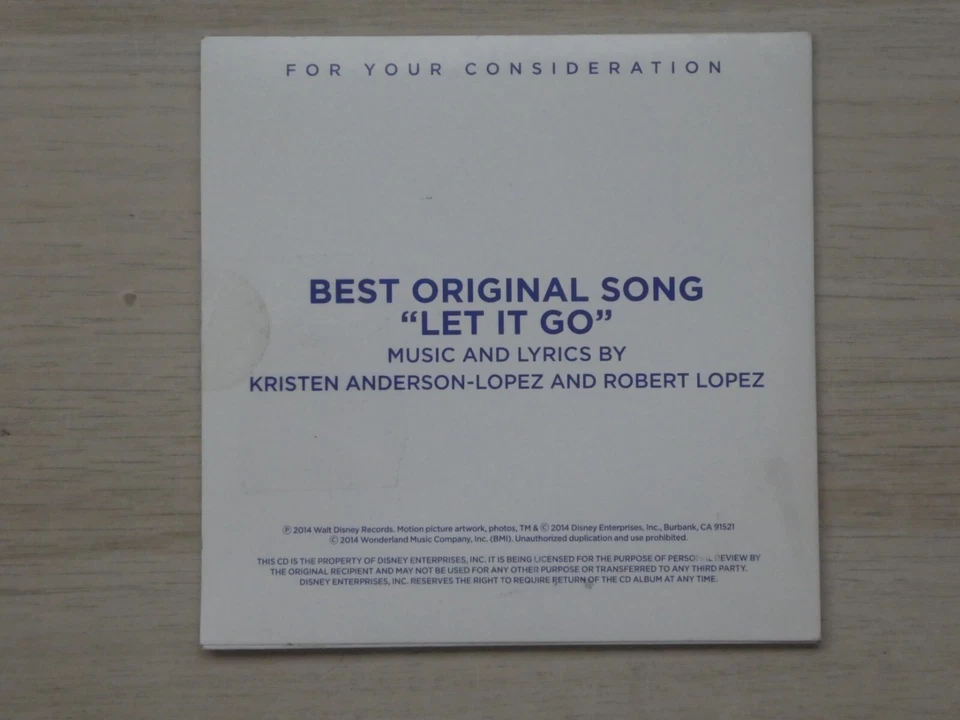 FOR YOUR CONSIDERATION
BEST ORIGINAL SONG
“LET IT GO”
MUSIC AND LYRICS BY
KRISTEN ANDERSON-LOPEZ AND ROBERT LOPEZ
℗ 2014 Walt Disney Records. Motion picture artwork, photos, TM & © 2014 Disney Enterprises, Inc., Burbank, CA 91521
© 2014 Wonderland Music Company, Inc. (BMI). Unauthorized duplication and use prohibited.
THIS CD IS THE PROPERTY OF DISNEY ENTERPRISES, INC. IT IS BEING LICENSED FOR THE PURPOSE OF PERSONAL REVIEW BY
THE ORIGINAL RECIPIENT AND MAY NOT BE USED FOR ANY OTHER PURPOSE OR TRANSFERRED TO ANY THIRD PARTY.
DISNEY ENTERPRISES, INC. RESERVES THE RIGHT TO REQUIRE RETURN OF THE CD ALBUM AT ANY TIME.